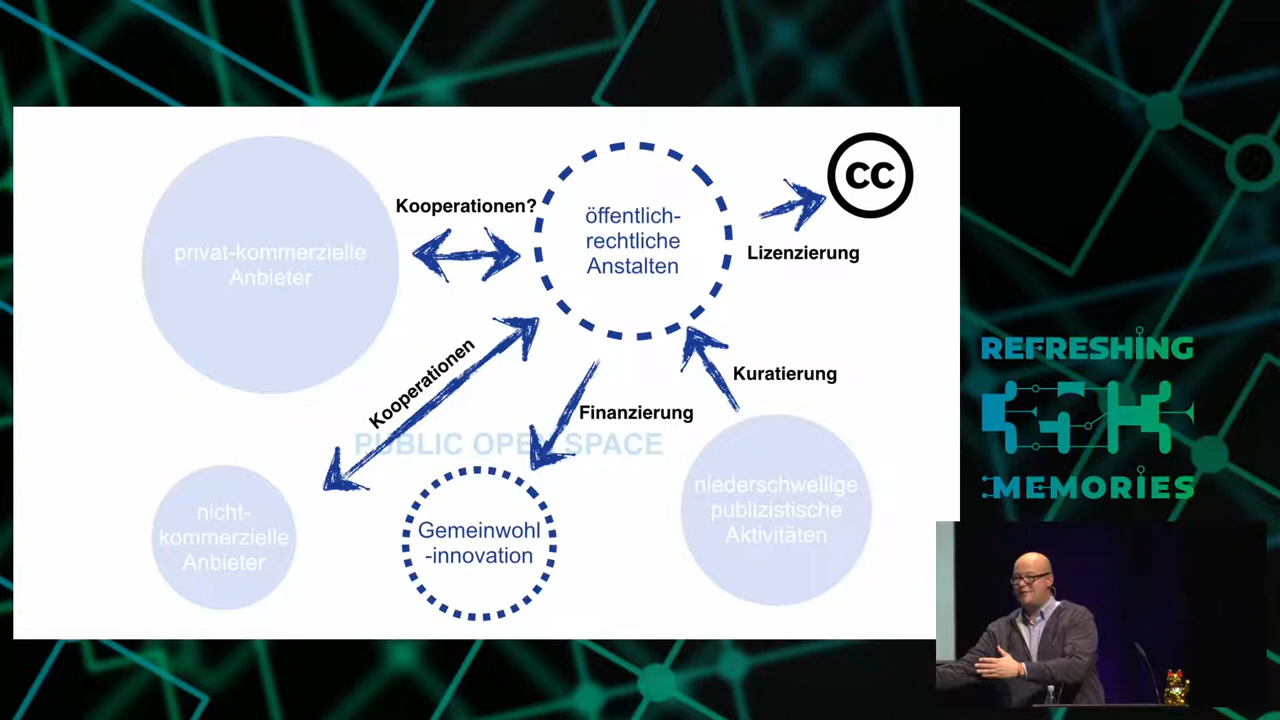 privat-kommerzielle
Anbieter
Kooperationen?
öffentlich-
rechtliche
Anstalten
CC
Lizenzierung
Kooperationen
Finanzierung
Kuratierung
PUBLIC OPEN SPACE
nicht-
kommerzielle
Anbieter
Gemeinwohl
-innovation
niederschwellige
publizistische
Aktivitäten
REFRESHING
MEMORIES